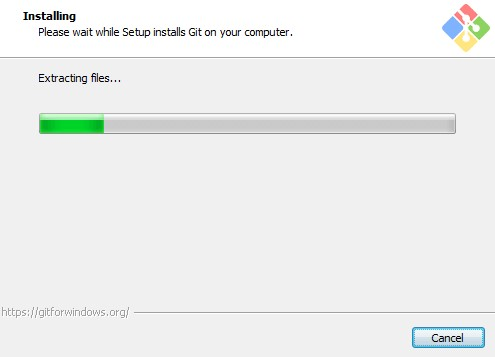 Installing
Please wait while Setup installs Git on your computer.
Extracting files...
https://gitforwindows.org/
Cancel